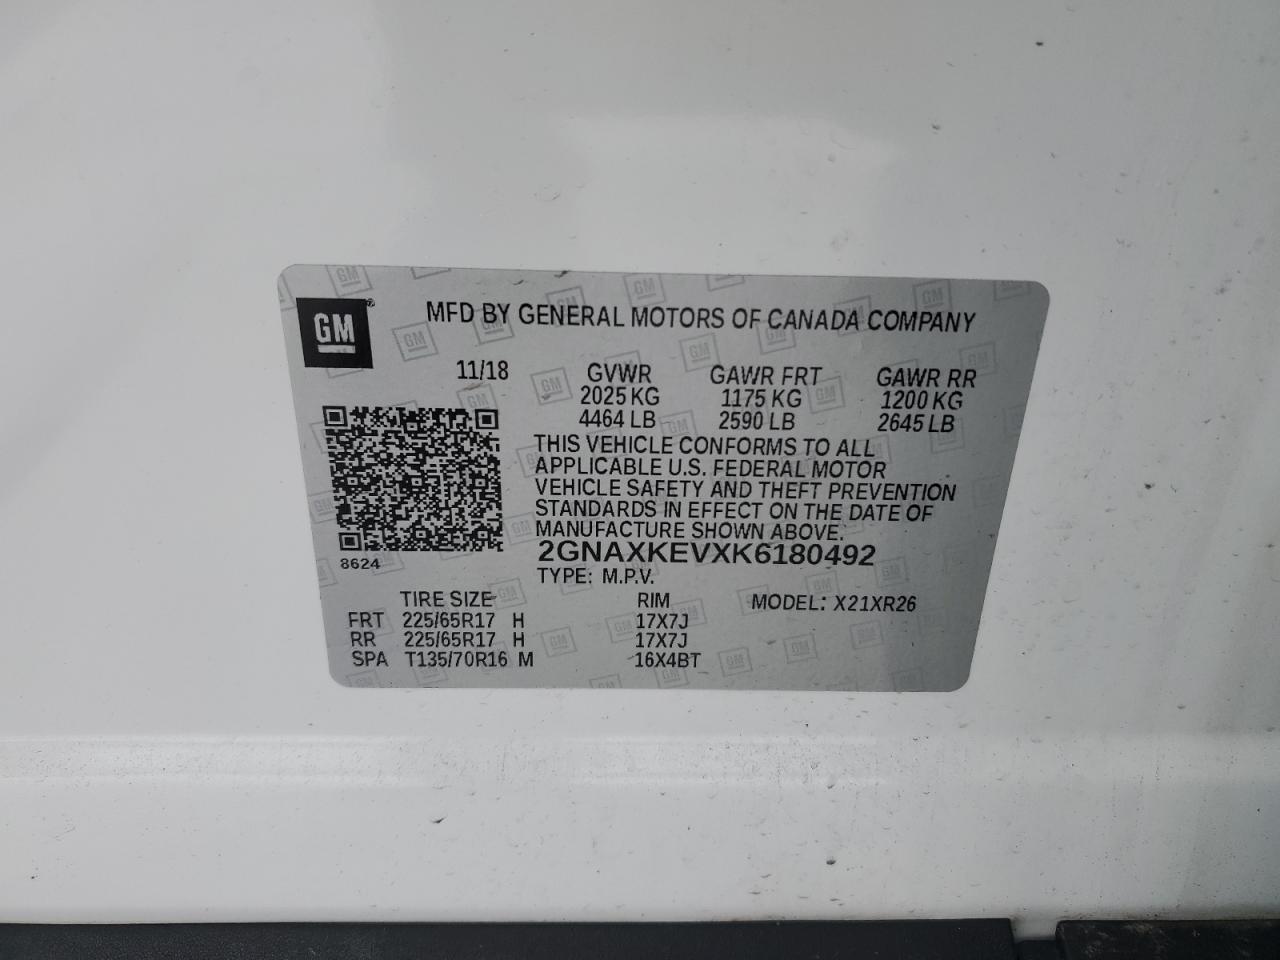 GM
MFD BY GENERAL MOTORS OF CANADA COMPANY
11/18 GVWR GAWR FRT GAWR RR
2025 KG 1175 KG 1200 KG
4464 LB 2590 LB 2645 LB
THIS VEHICLE CONFORMS TO ALL
APPLICABLE U.S. FEDERAL MOTOR
VEHICLE SAFETY AND THEFT PREVENTION
STANDARDS IN EFFECT ON THE DATE OF
MANUFACTURE SHOWN ABOVE.
2GNAXKEVXK6180492
8624
TYPE: M.P.V.
TIRE SIZE RIM MODEL: X21XR26
FRT 225/65R17 H 17X7J
RR 225/65R17 H 17X7J
SPA T135/70R16 M 16X4BT